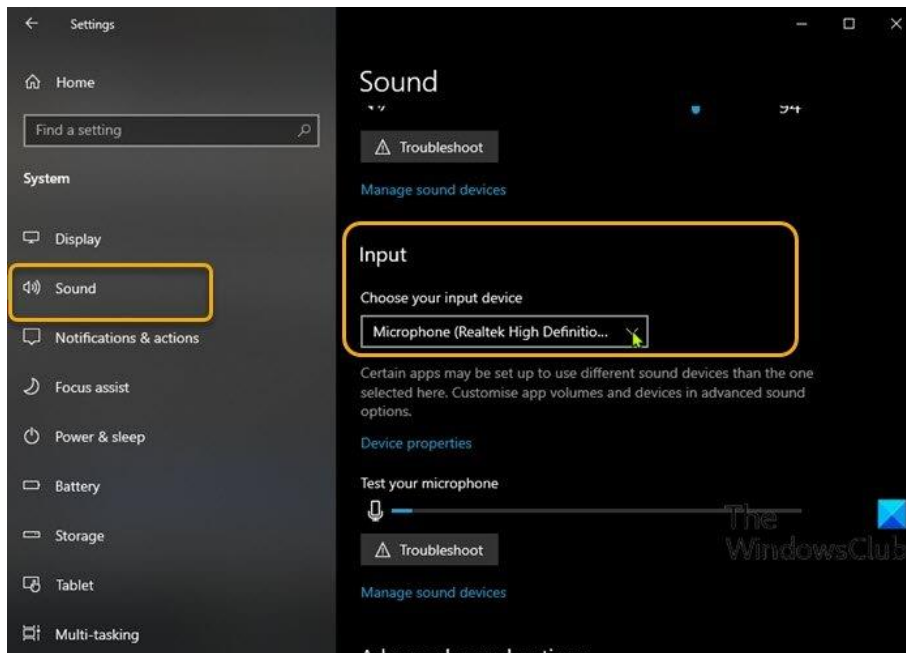 Settings
Home
Find a setting
System
Display
Sound
Notifications & actions
Focus assist
Power & sleep
Battery
Storage
Tablet
Multi-tasking
Sound
94
Troubleshoot
Manage sound devices
Input
Choose your input device
Microphone (Realtek High Definitio...
Certain apps may be set up to use different sound devices than the one
selected here. Customise app volumes and devices in advanced sound
options.
Device properties
Test your microphone
Troubleshoot
Manage sound devices
The
WindowsClub